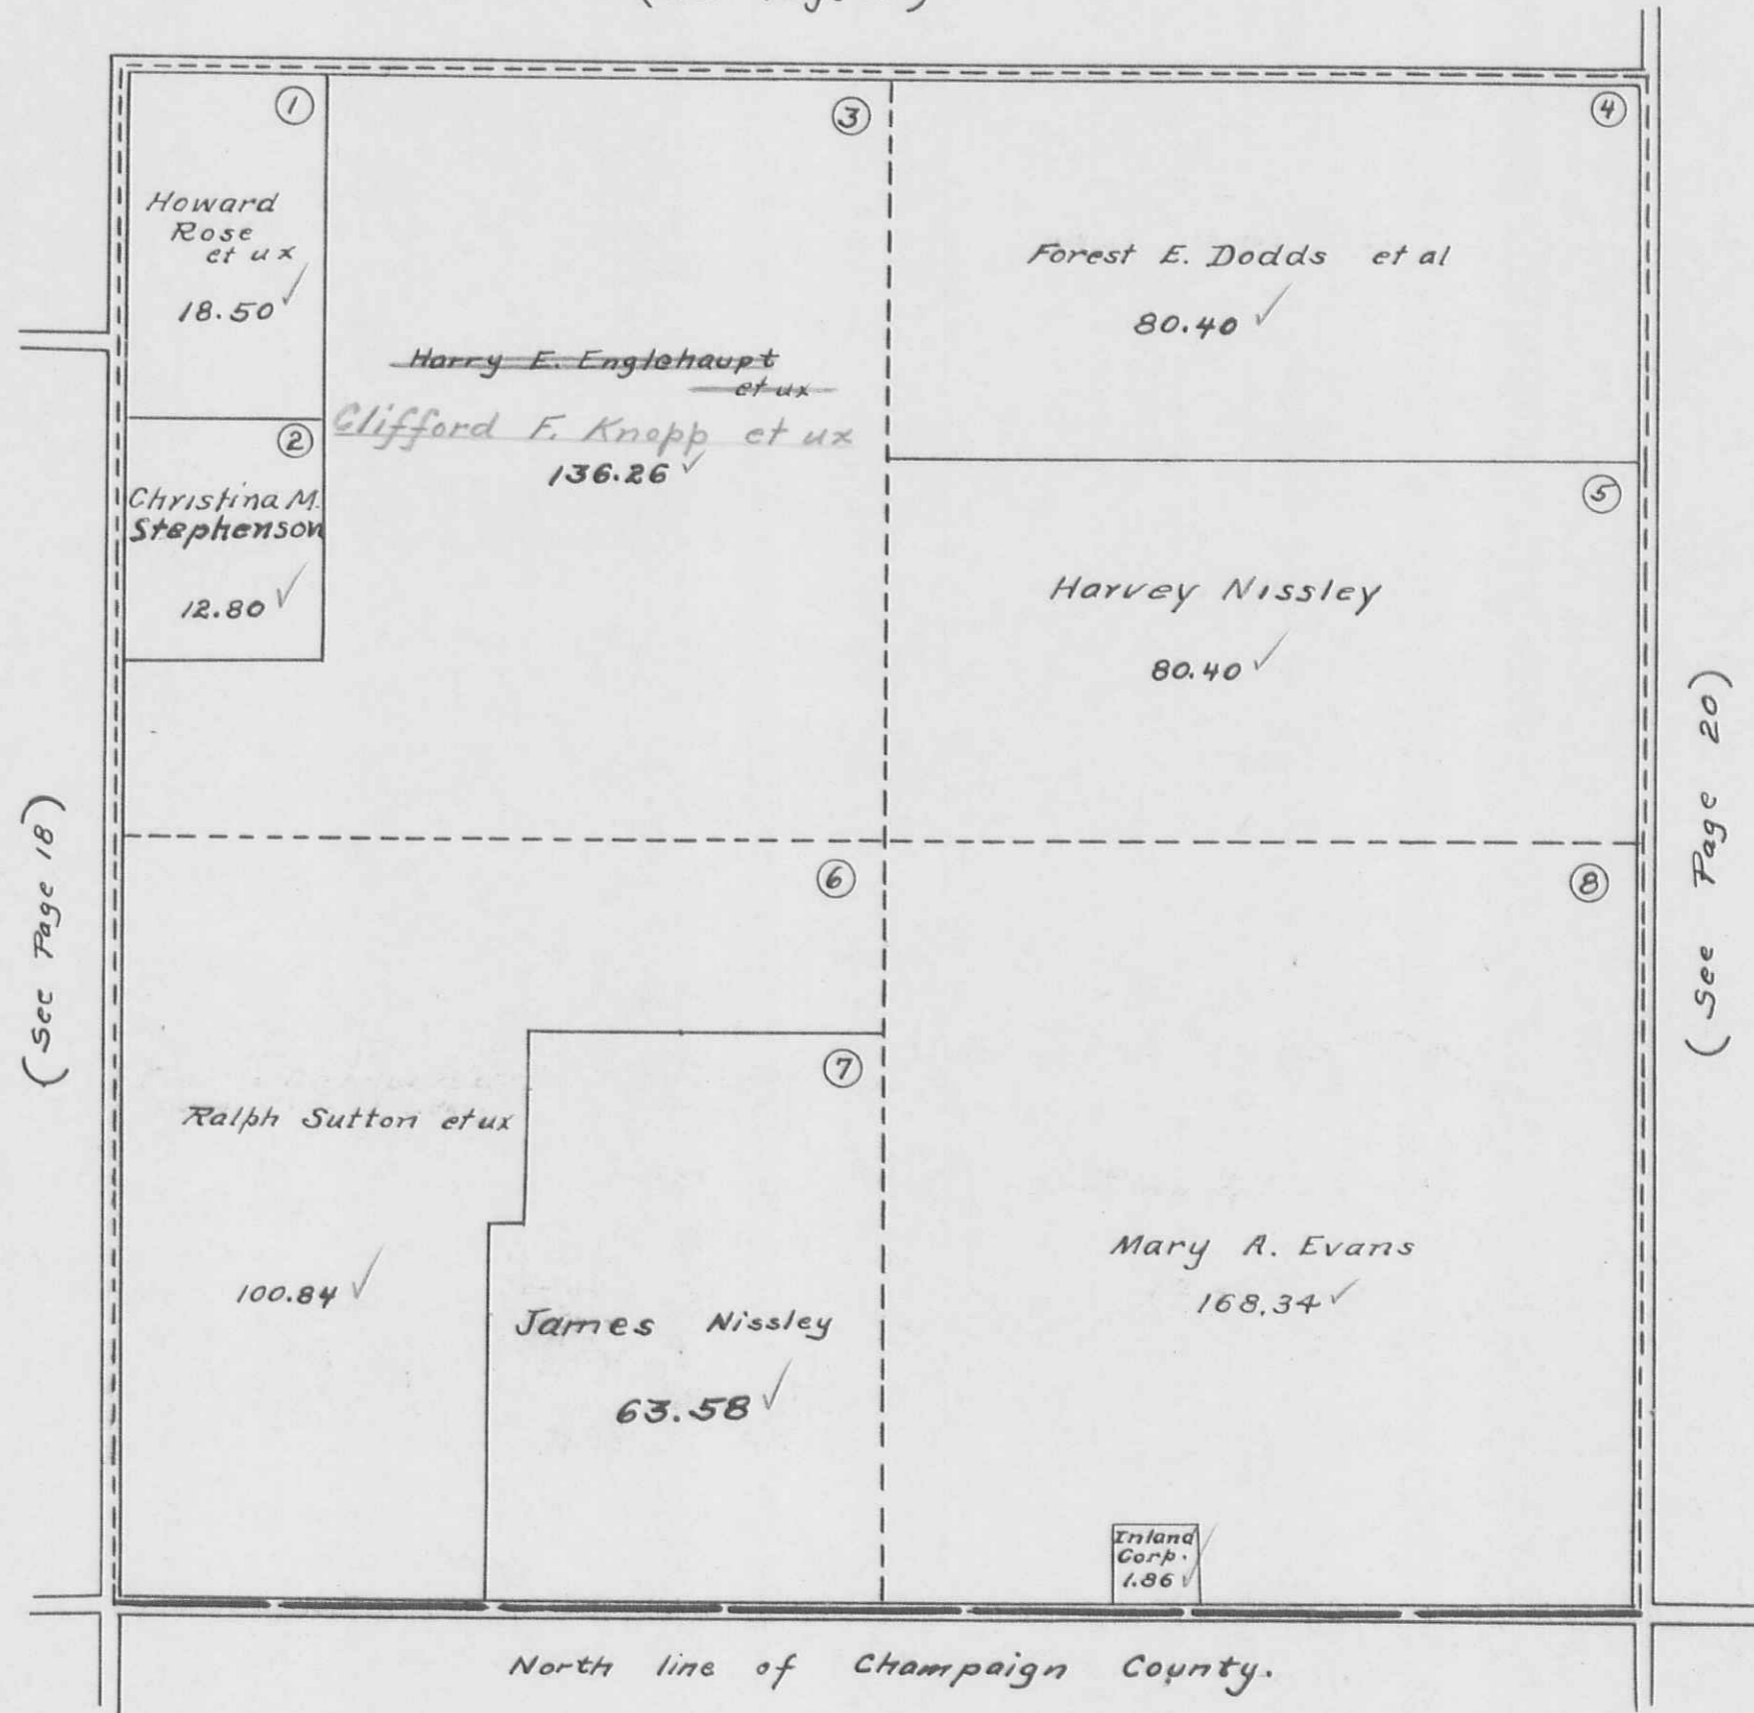 1
Howard
Rose
et ux
18.50
2
Christina M.
Stephenson
12.80
3
Harry E. Englehaupt
et ux
Clifford F. Knopp et ux
136.26
4
Forest E. Dodds et al
80.40
5
Harvey Nissley
80.40
(See Page 18)
(See Page 20)
6
Ralph Sutton et ux
100.84
7
James Nissley
63.58
8
Mary A. Evans
168.34
Inland
Corp.
1.86
North line of Champaign County.